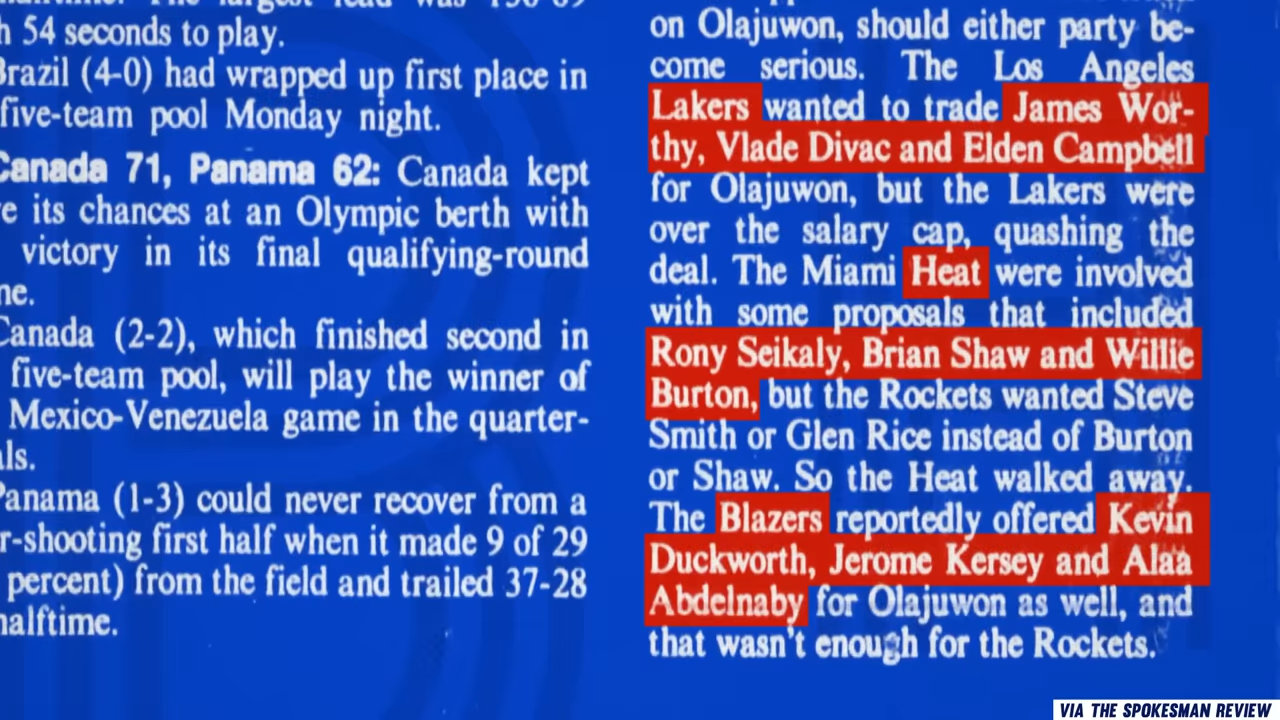 h 54 seconds to play.
Brazil (4-0) had wrapped up first place in
five-team pool Monday night.
Canada 71, Panama 62: Canada kept
e its chances at an Olympic berth with
victory in its final qualifying-round
me.
Canada (2-2), which finished second in
five-team pool, will play the winner of
Mexico-Venezuela game in the quarter-
als.
Panama (1-3) could never recover from a
r-shooting first half when it made 9 of 29
percent) from the field and trailed 37-28
halftime.
on Olajuwon, should either party be-
come serious. The Los Angeles
Lakers wanted to trade James Wor-
thy, Vlade Divac and Elden Campbell
for Olajuwon, but the Lakers were
over the salary cap, quashing the
deal. The Miami Heat were involved
with some proposals that included
Rony Seikaly, Brian Shaw and Willie
Burton, but the Rockets wanted Steve
Smith or Glen Rice instead of Burton
or Shaw. So the Heat walked away.
The Blazers reportedly offered Kevin
Duckworth, Jerome Kersey and Alaa
Abdelnaby for Olajuwon as well, and
that wasn't enough for the Rockets.
VIA THE SPOKESMAN REVIEW